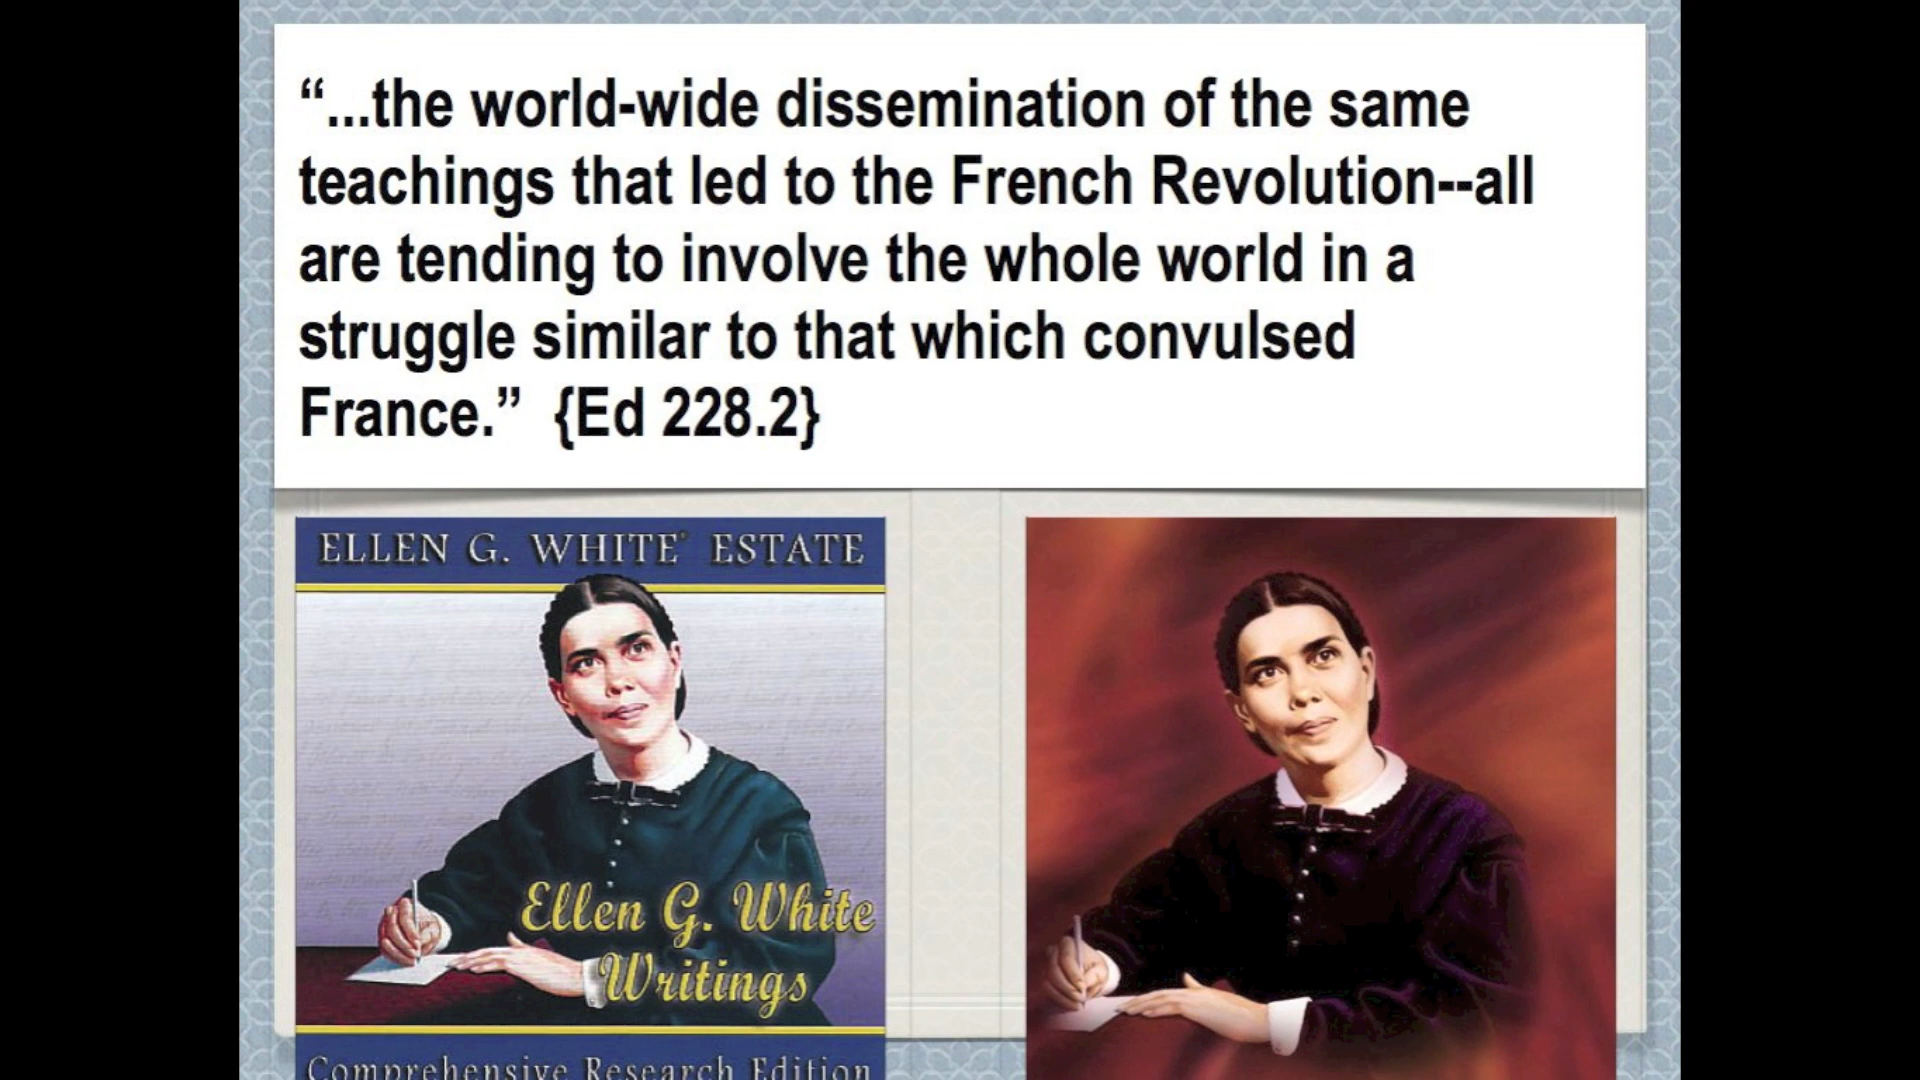 “...the world-wide dissemination of the same
teachings that led to the French Revolution--all
are tending to involve the whole world in a
struggle similar to that which convulsed
France.” {Ed 228.2}
ELLEN G. WHITE® ESTATE
Ellen G. White
Writings
Comprehensive Research Edition